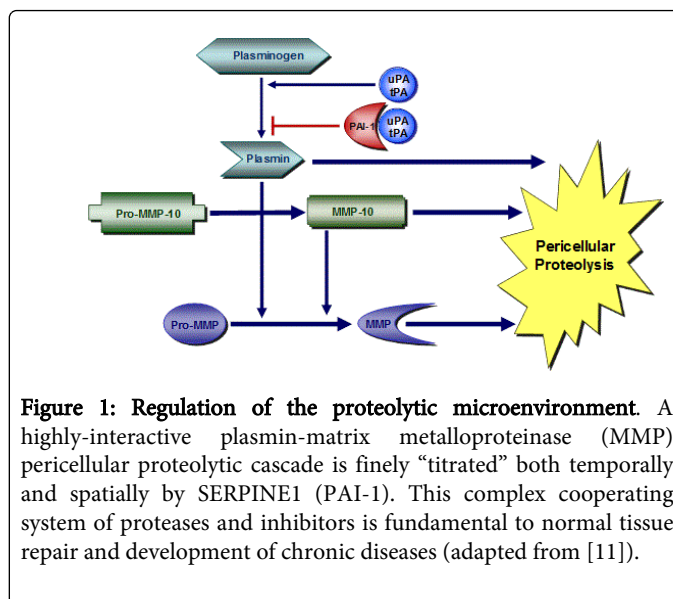 Plasminogen
uPA
tPA
PAI-1
uPA
tPA
Plasmin
Pro-MMP-10
MMP-10
Pericellular
Proteolysis
Pro-MMP
MMP
Figure 1: Regulation of the proteolytic microenvironment. A
highly-interactive plasmin-matrix metalloproteinase (MMP)
pericellular proteolytic cascade is finely “titrated” both temporally
and spatially by SERPINE1 (PAI-1). This complex cooperating
system of proteases and inhibitors is fundamental to normal tissue
repair and development of chronic diseases (adapted from [11]).